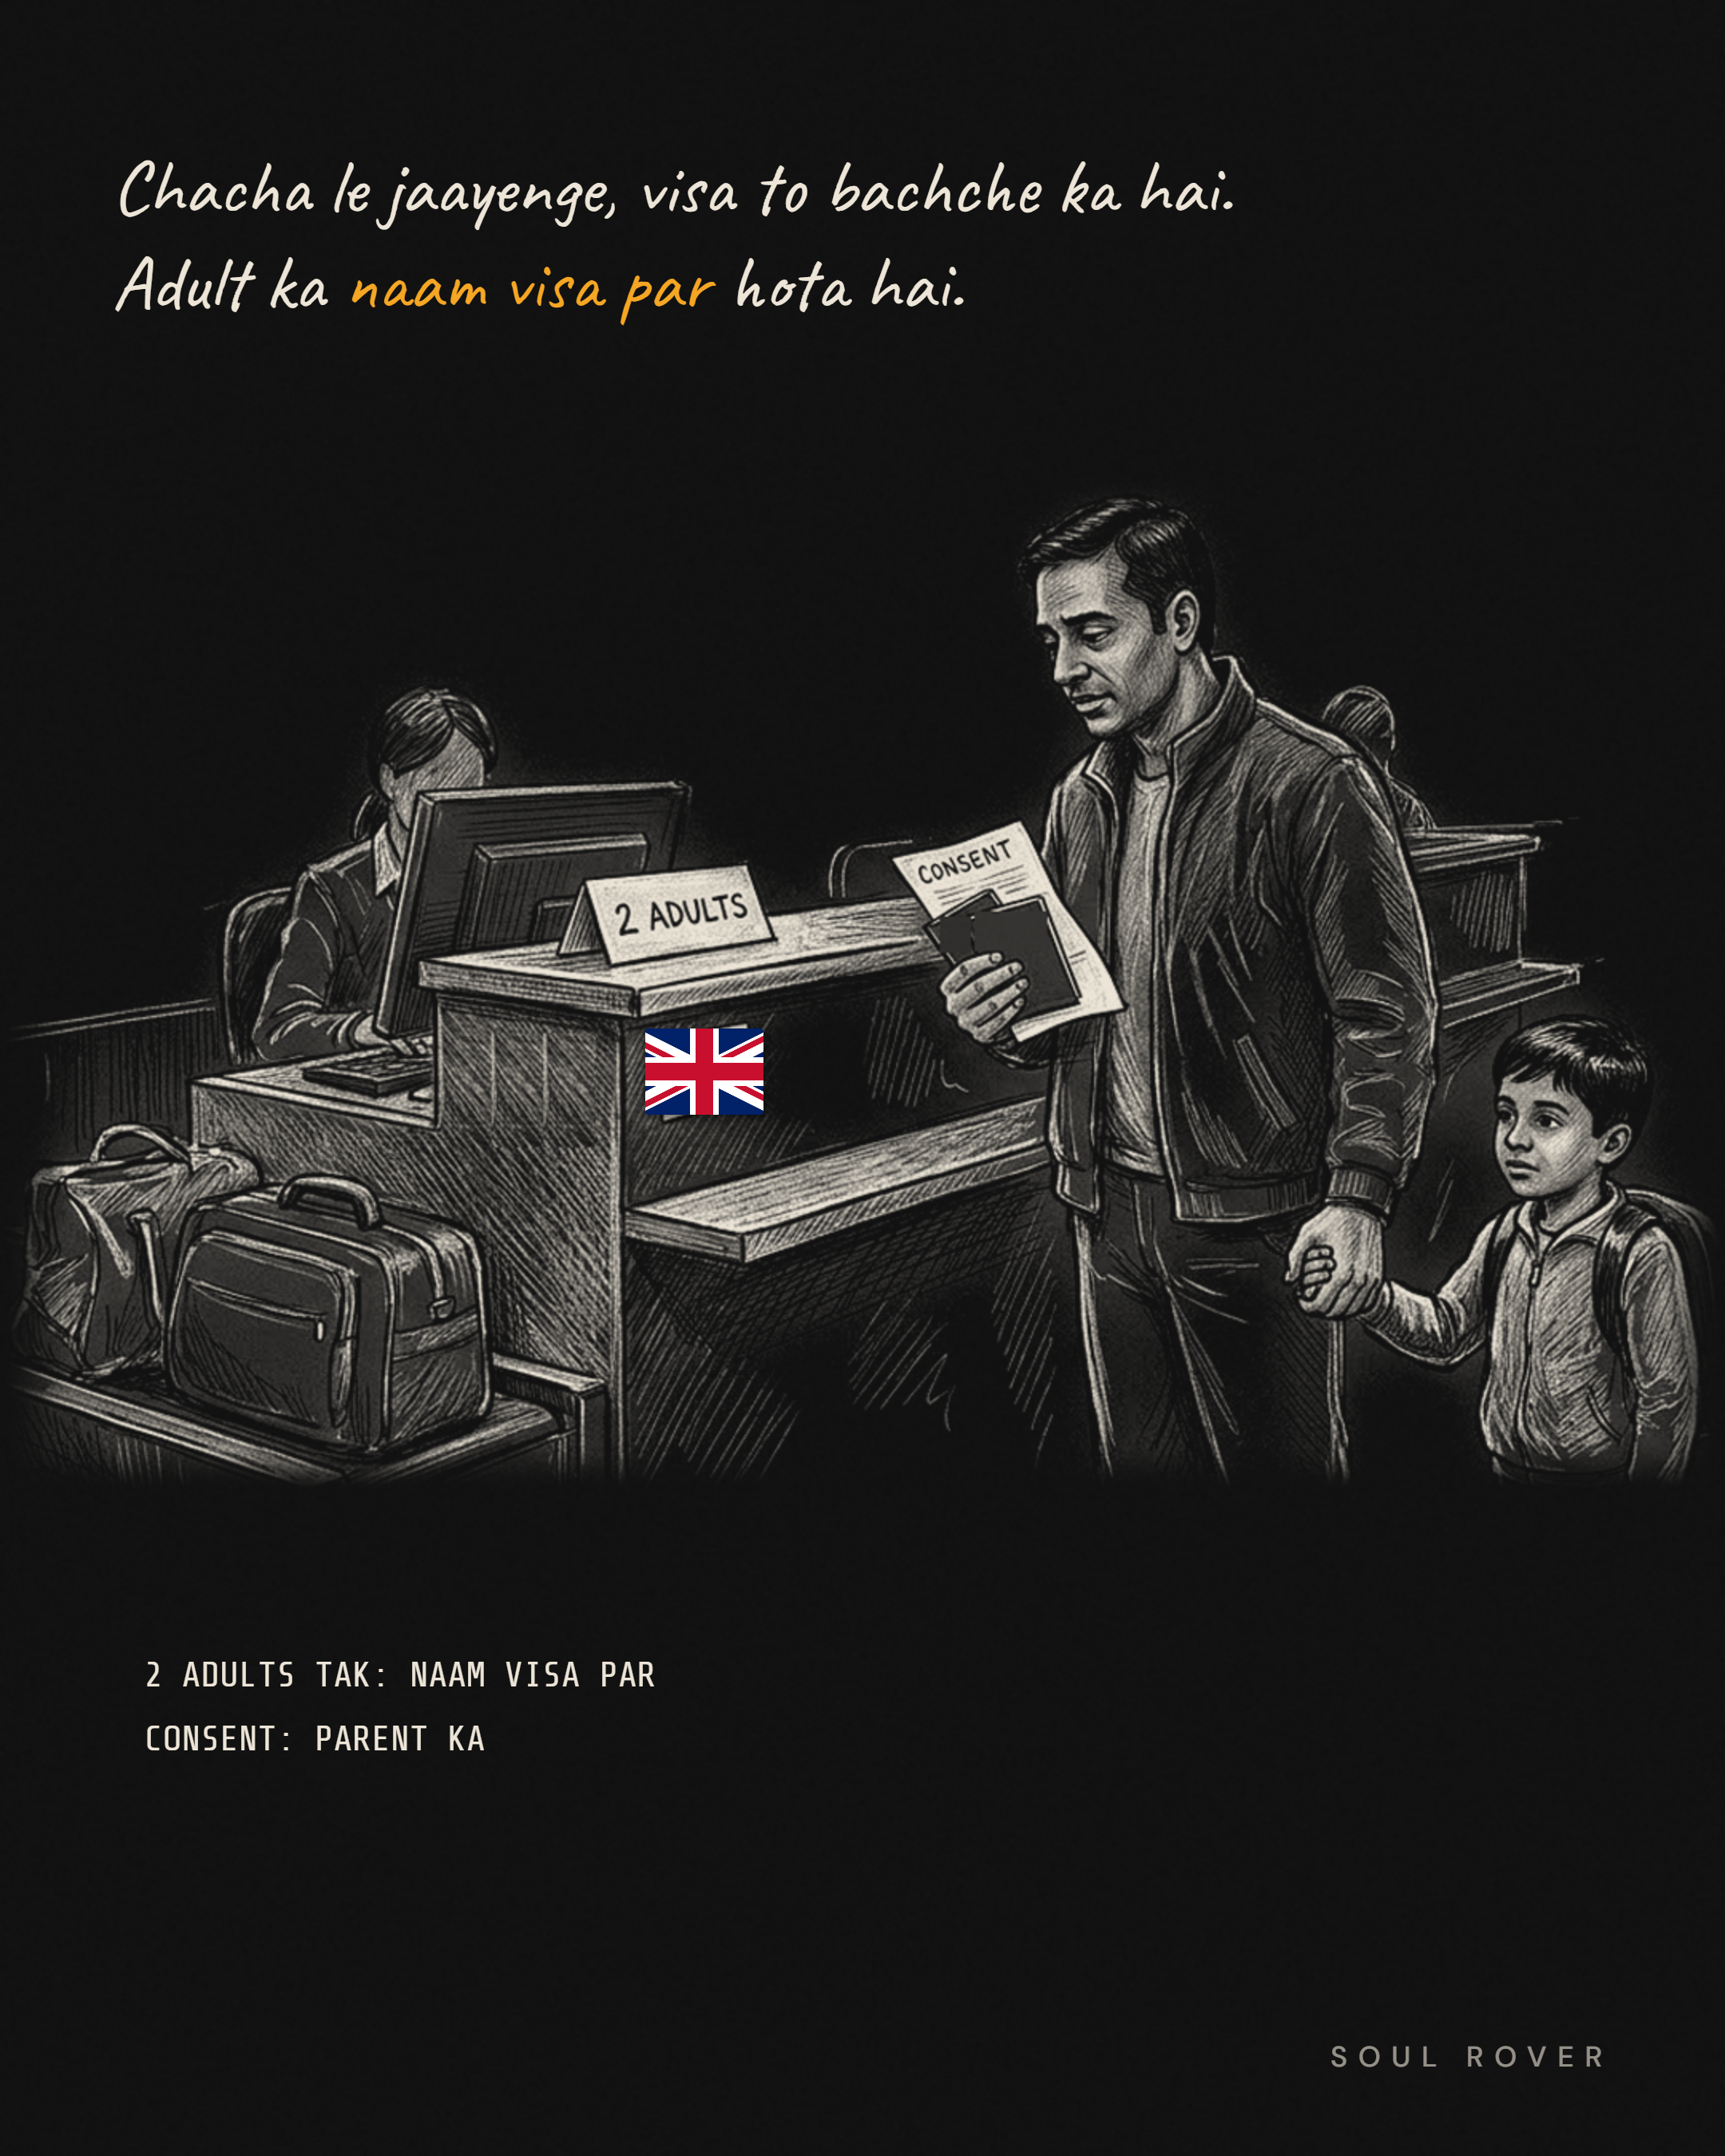 Chacha le jaayenge, visa to bachche ka hai.
Adult ka naam visa par hota hai.
CONSENT
2 ADULTS
2 ADULTS TAK: NAAM VISA PAR
CONSENT: PARENT KA
SOUL ROVER